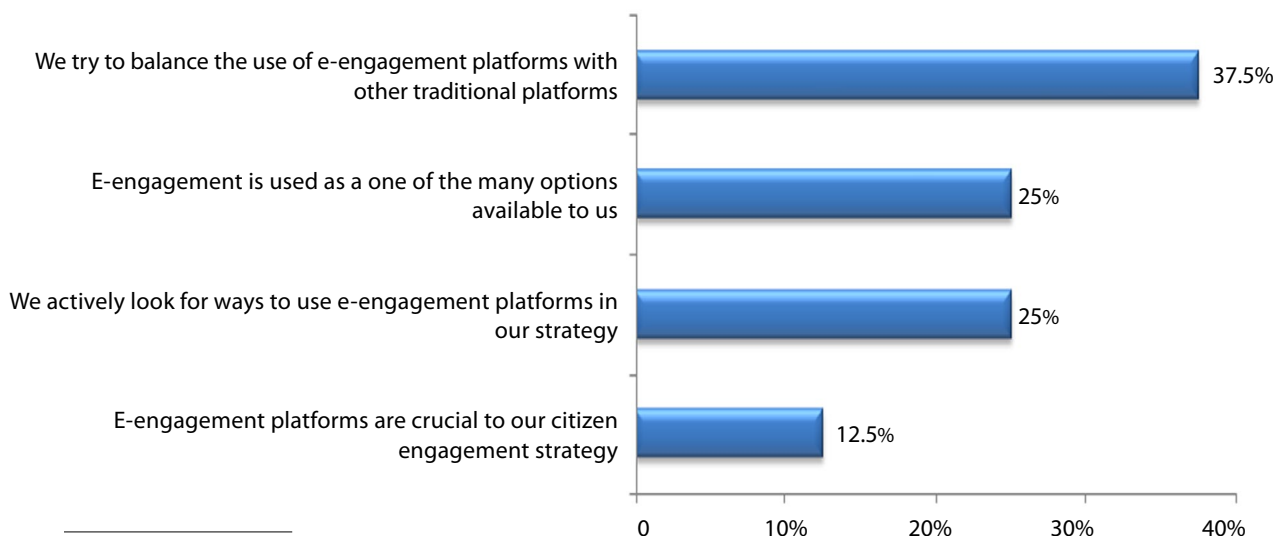 We try to balance the use of e-engagement platforms with
other traditional platforms
37.5%
E-engagement is used as a one of the many options
available to us
25%
We actively look for ways to use e-engagement platforms in
our strategy
25%
E-engagement platforms are crucial to our citizen
engagement strategy
12.5%
0 10% 20% 30% 40%